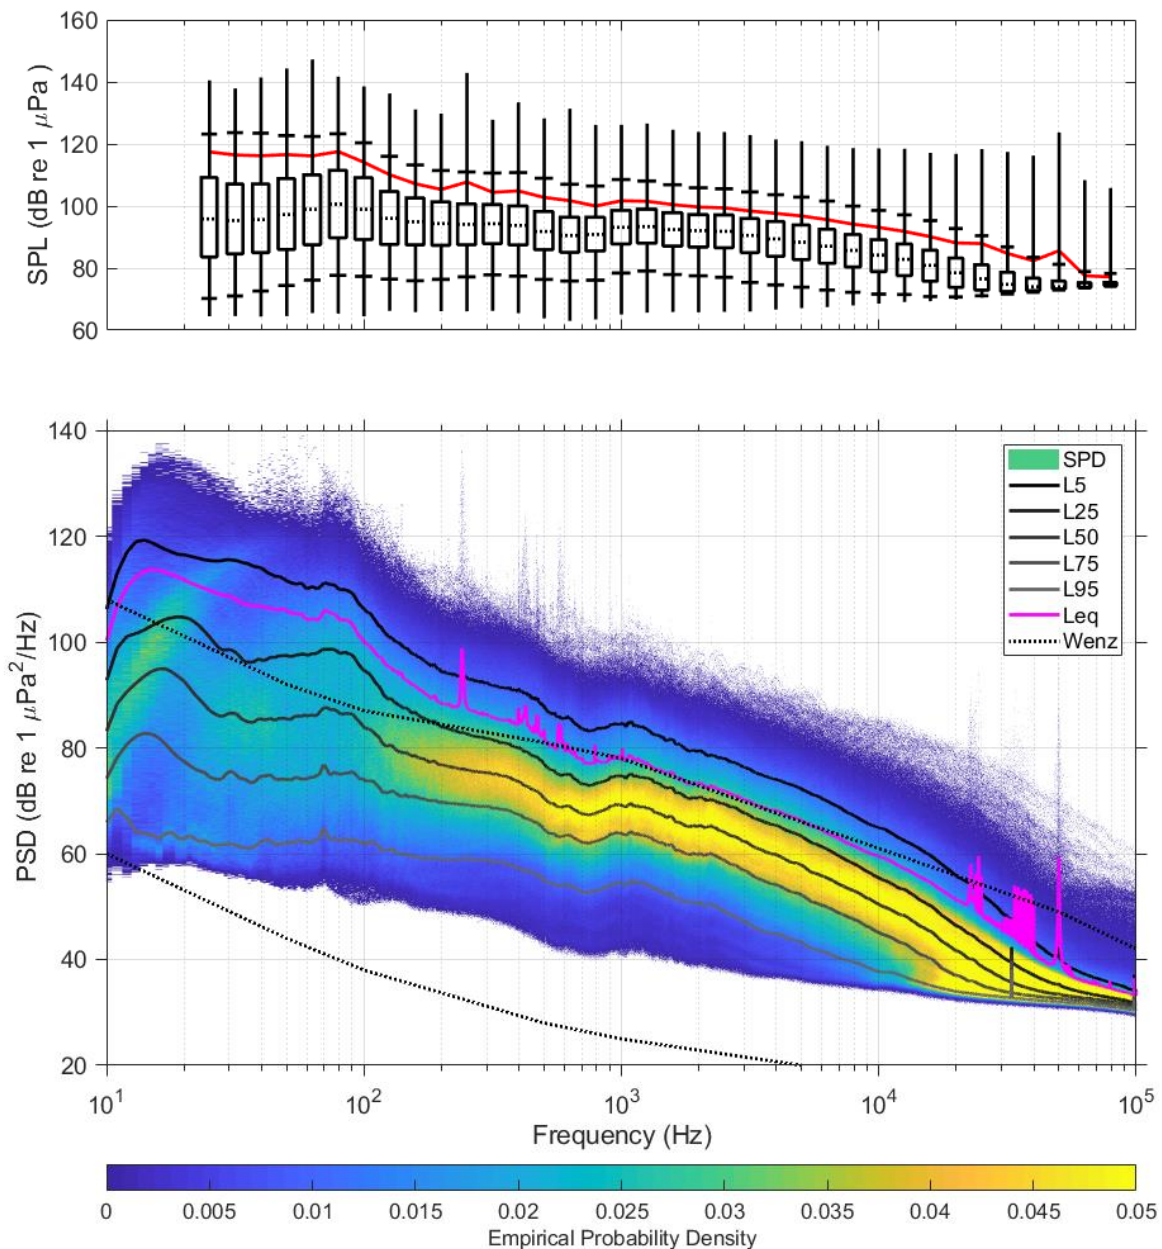 160
140
120
100
80
60
SPL (dB re 1 μPa)
140
120
100
80
60
40
20
PSD (dB re 1 μPa²/Hz)
SPD
L5
L25
L50
L75
L95
Leq
Wenz
10¹ 10² 10³ 10⁴ 10⁵
Frequency (Hz)
0 0.005 0.01 0.015 0.02 0.025 0.03 0.035 0.04 0.045 0.05
Empirical Probability Density